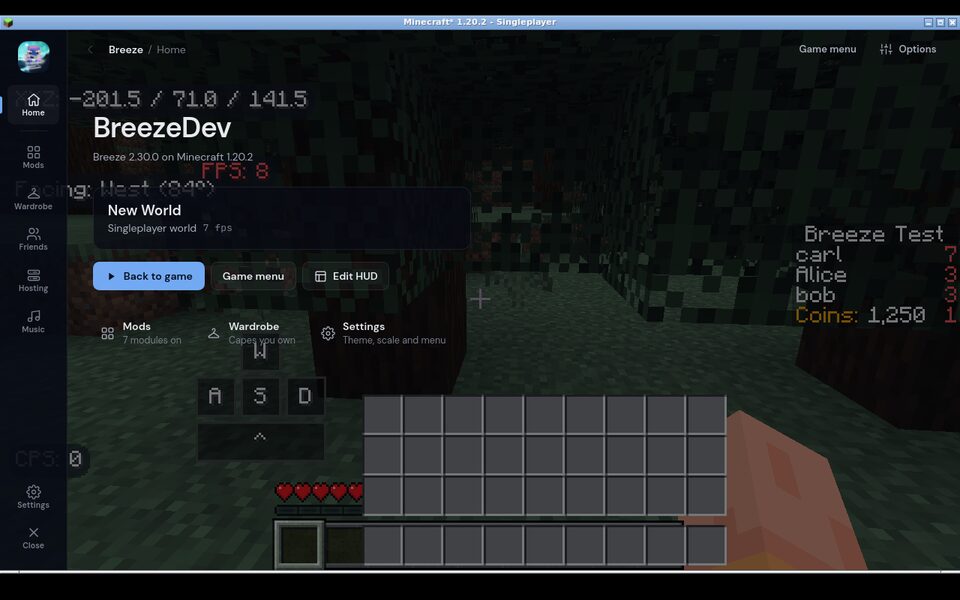 Minecraft* 1.20.2 - Singleplayer
Breeze / Home
Game menu
Options
-201.5 / 71.0 / 141.5
Home
BreezeDev
Breeze 2.30.0 on Minecraft 1.20.2
FPS: 8
Mods
Facing: West (84°)
Wardrobe
New World
Singleplayer world 7 fps
Friends
Breeze Test
carl 7
Alice 3
bob 3
Coins: 1,250 1
Back to game
Game menu
Edit HUD
Hosting
Music
Mods
7 modules on
Wardrobe
Capes you own
Settings
Theme, scale and menu
W
A S D
^
CPS: 0
Settings
Close